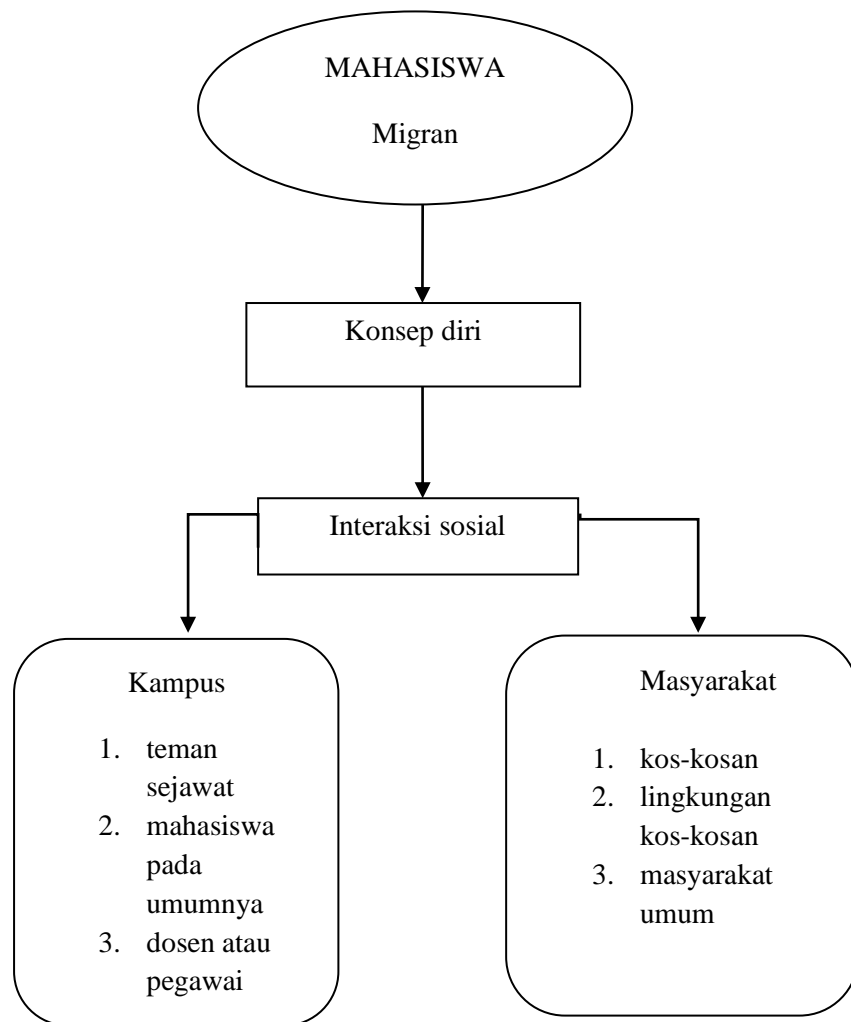 MAHASISWA
Migran
Konsep diri
Interaksi sosial
Kampus
1. teman
sejawat
2. mahasiswa
pada
umumnya
3. dosen atau
pegawai
Masyarakat
1. kos-kosan
2. lingkungan
kos-kosan
3. masyarakat
umum